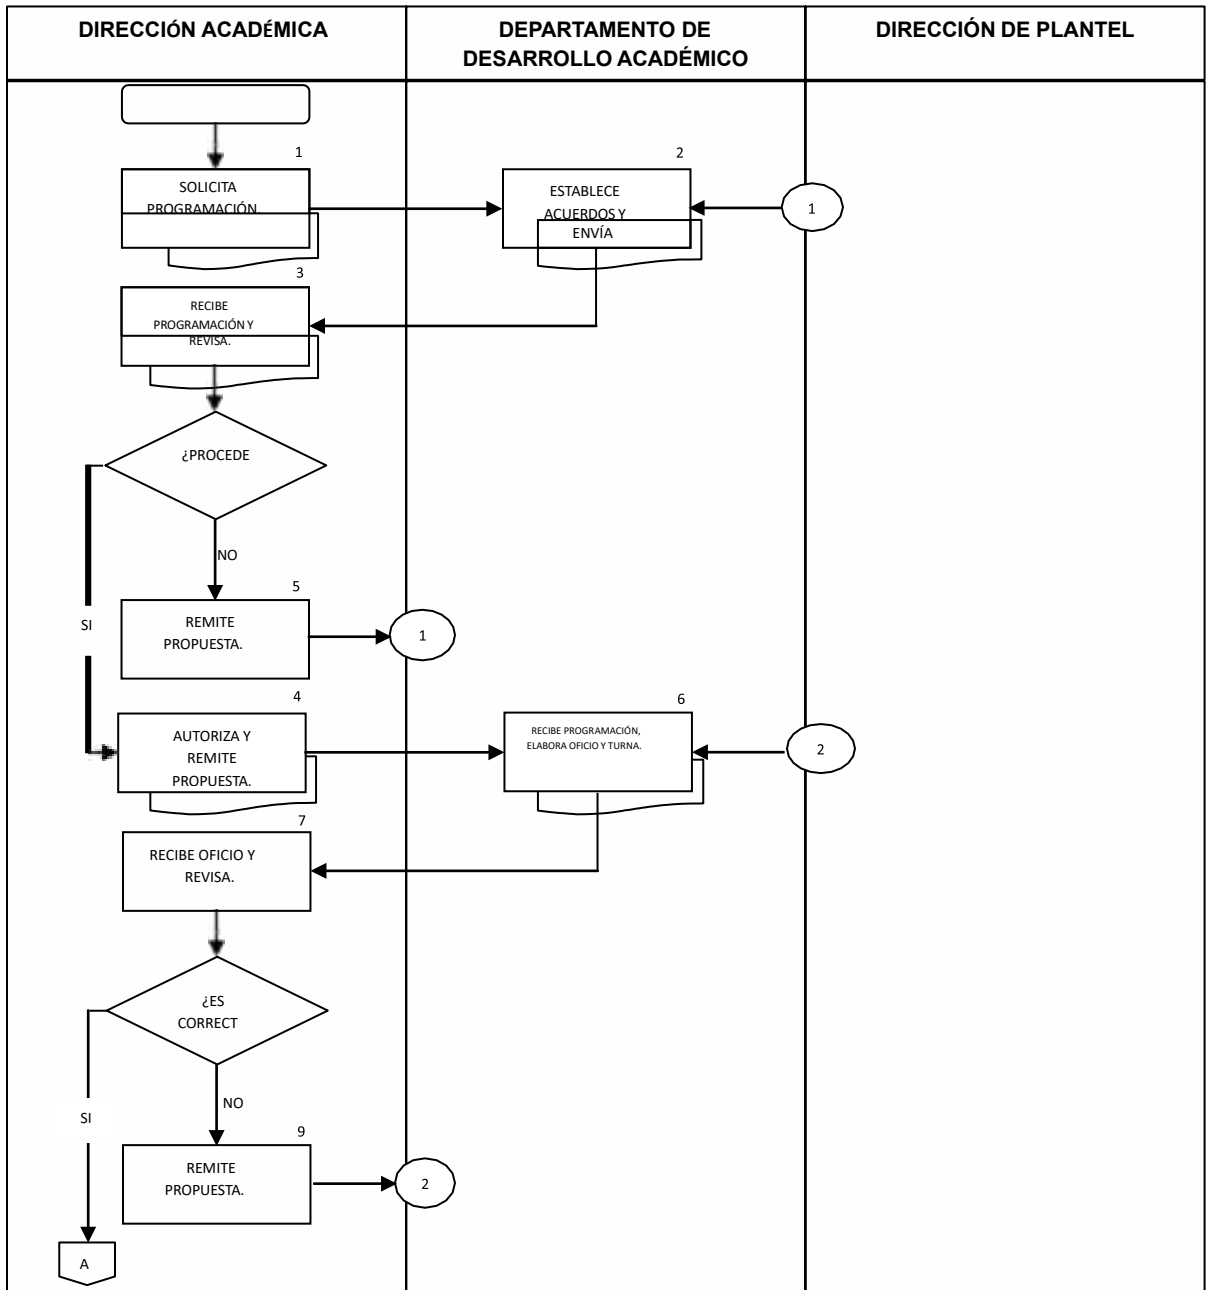 DIRECCIÓN ACADÉMICA
DEPARTAMENTO DE
DESARROLLO ACADÉMICO
DIRECCIÓN DE PLANTEL
1
SOLICITA
PROGRAMACIÓN.
2
ESTABLECE
ACUERDOS Y
ENVÍA
1
3
RECIBE
PROGRAMACIÓN Y
REVISA.
¿PROCEDE
NO
SI
5
REMITE
PROPUESTA.
1
4
AUTORIZA Y
REMITE
PROPUESTA.
6
RECIBE PROGRAMACIÓN,
ELABORA OFICIO Y TURNA.
2
7
RECIBE OFICIO Y
REVISA.
¿ES
CORRECT
NO
SI
9
REMITE
PROPUESTA.
2
A